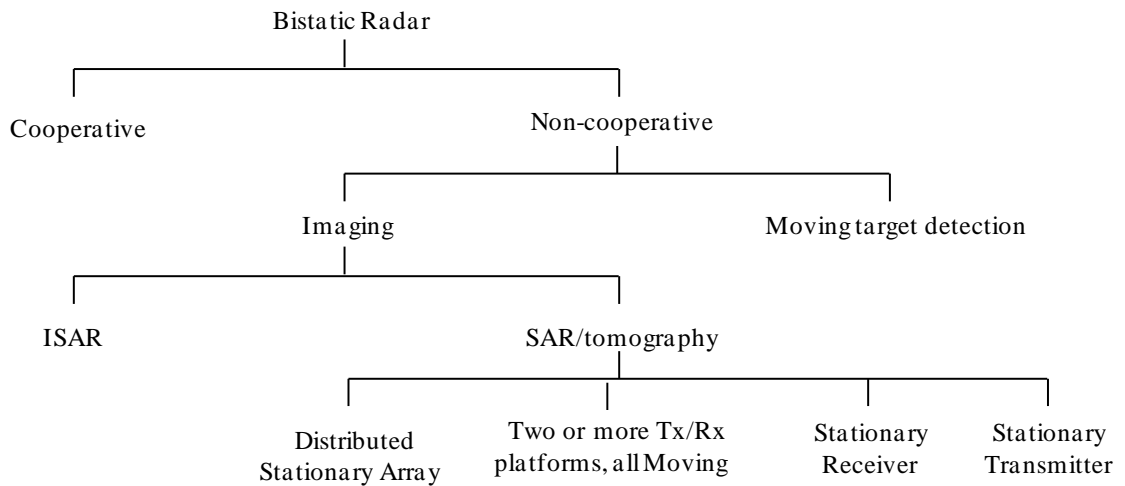 Bistatic Radar
Cooperative
Non-cooperative
Imaging
Moving target detection
ISAR
SAR/tomography
Distributed
Stationary Array
Two or more Tx/Rx
platforms, all Moving
Stationary
Receiver
Stationary
Transmitter